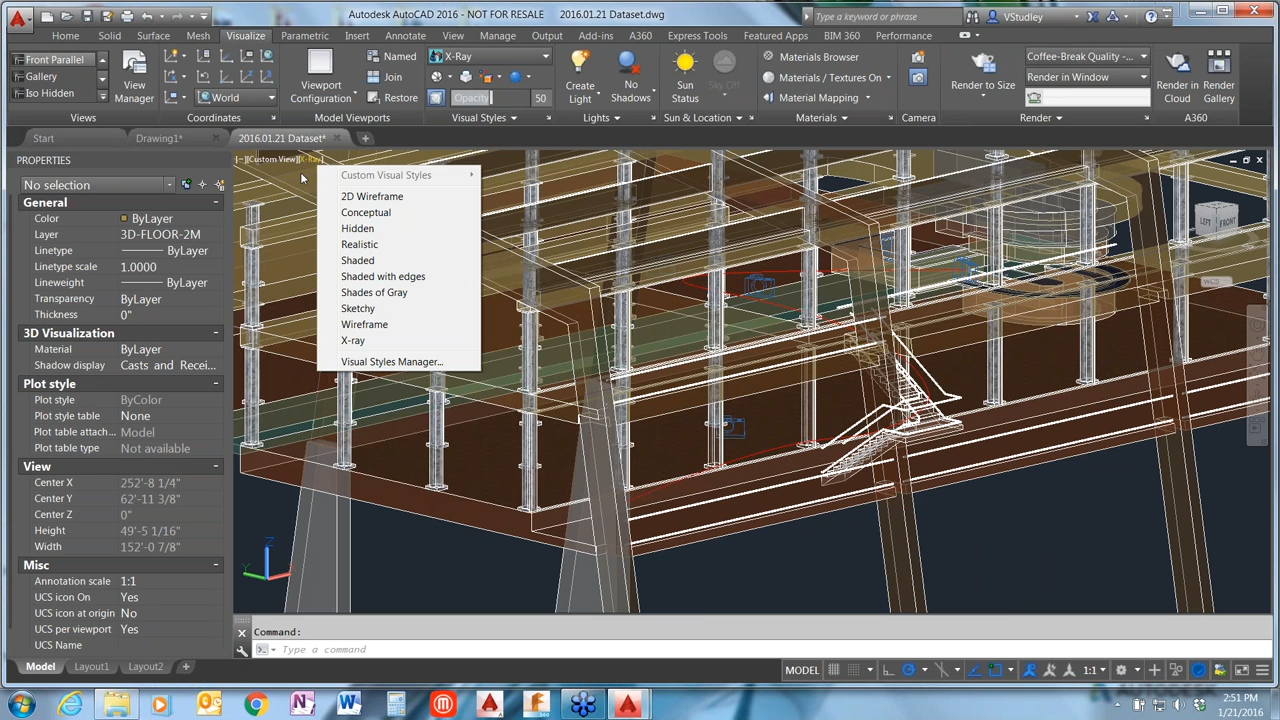 Autodesk AutoCAD 2016 - NOT FOR RESALE 2016.01.21 Dataset.dwg
Type a keyword or phrase
VStudley
Home Solid Surface Mesh Visualize Parametric Insert Annotate View Manage Output Add-ins A360 Express Tools Featured Apps BIM 360 Performance
Front Parallel
Gallery
Iso Hidden
View Manager
Views
World
Coordinates
Viewport Configuration
Named
Join
Restore
Model Viewports
X-Ray
Opacity 50
Visual Styles
Create Light
No Shadows
Lights
Sun Status
Sky Off
Sun & Location
Materials Browser
Materials / Textures On
Material Mapping
Materials
Camera
Render to Size
Coffee-Break Quality -
Render in Window
Render
Render in Cloud
Render Gallery
A360
Start Drawing1* 2016.01.21 Dataset*
PROPERTIES
No selection
General
Color ByLayer
Layer 3D-FLOOR-2M
Linetype ByLayer
Linetype scale 1.0000
Lineweight ByLayer
Transparency ByLayer
Thickness 0"
3D Visualization
Material ByLayer
Shadow display Casts and Recei...
Plot style
Plot style ByColor
Plot style table None
Plot table attach... Model
Plot table type Not available
View
Center X 252'-8 1/4"
Center Y 62'-11 3/8"
Center Z 0"
Height 49'-5 1/16"
Width 152'-0 7/8"
Misc
Annotation scale 1:1
UCS icon On Yes
UCS icon at origin No
UCS per viewport Yes
UCS Name
[−][Custom View][X-Ray]
Custom Visual Styles
2D Wireframe
Conceptual
Hidden
Realistic
Shaded
Shaded with edges
Shades of Gray
Sketchy
Wireframe
X-ray
Visual Styles Manager...
LEFT FRONT
WCS
Command:
Type a command
Model Layout1 Layout2
MODEL 1:1
2:51 PM
1/21/2016